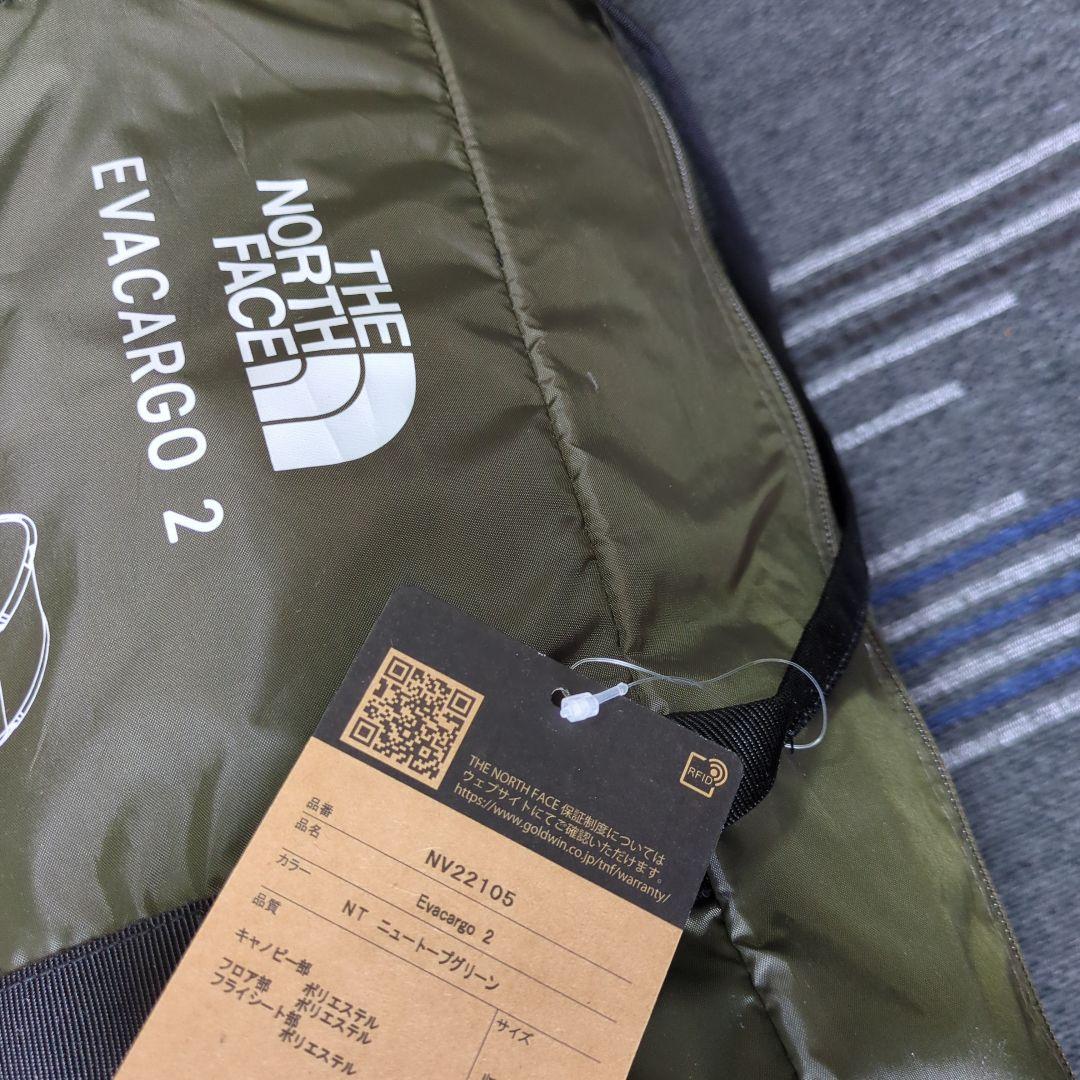 THE
NORTH
FACE
EVACARGO 2
RFID
THE NORTH FACE 保証制度については
ウェブサイトにてご確認いただけます。
https://www.goldwin.co.jp/tnf/warranty/
品番
NV22105
品名
Evacargo 2
カラー
NT ニュートープグリーン
品質
サイズ
キャノピー部
ポリエステル
フロア部
ポリエステル
フライシート部
ポリエステル